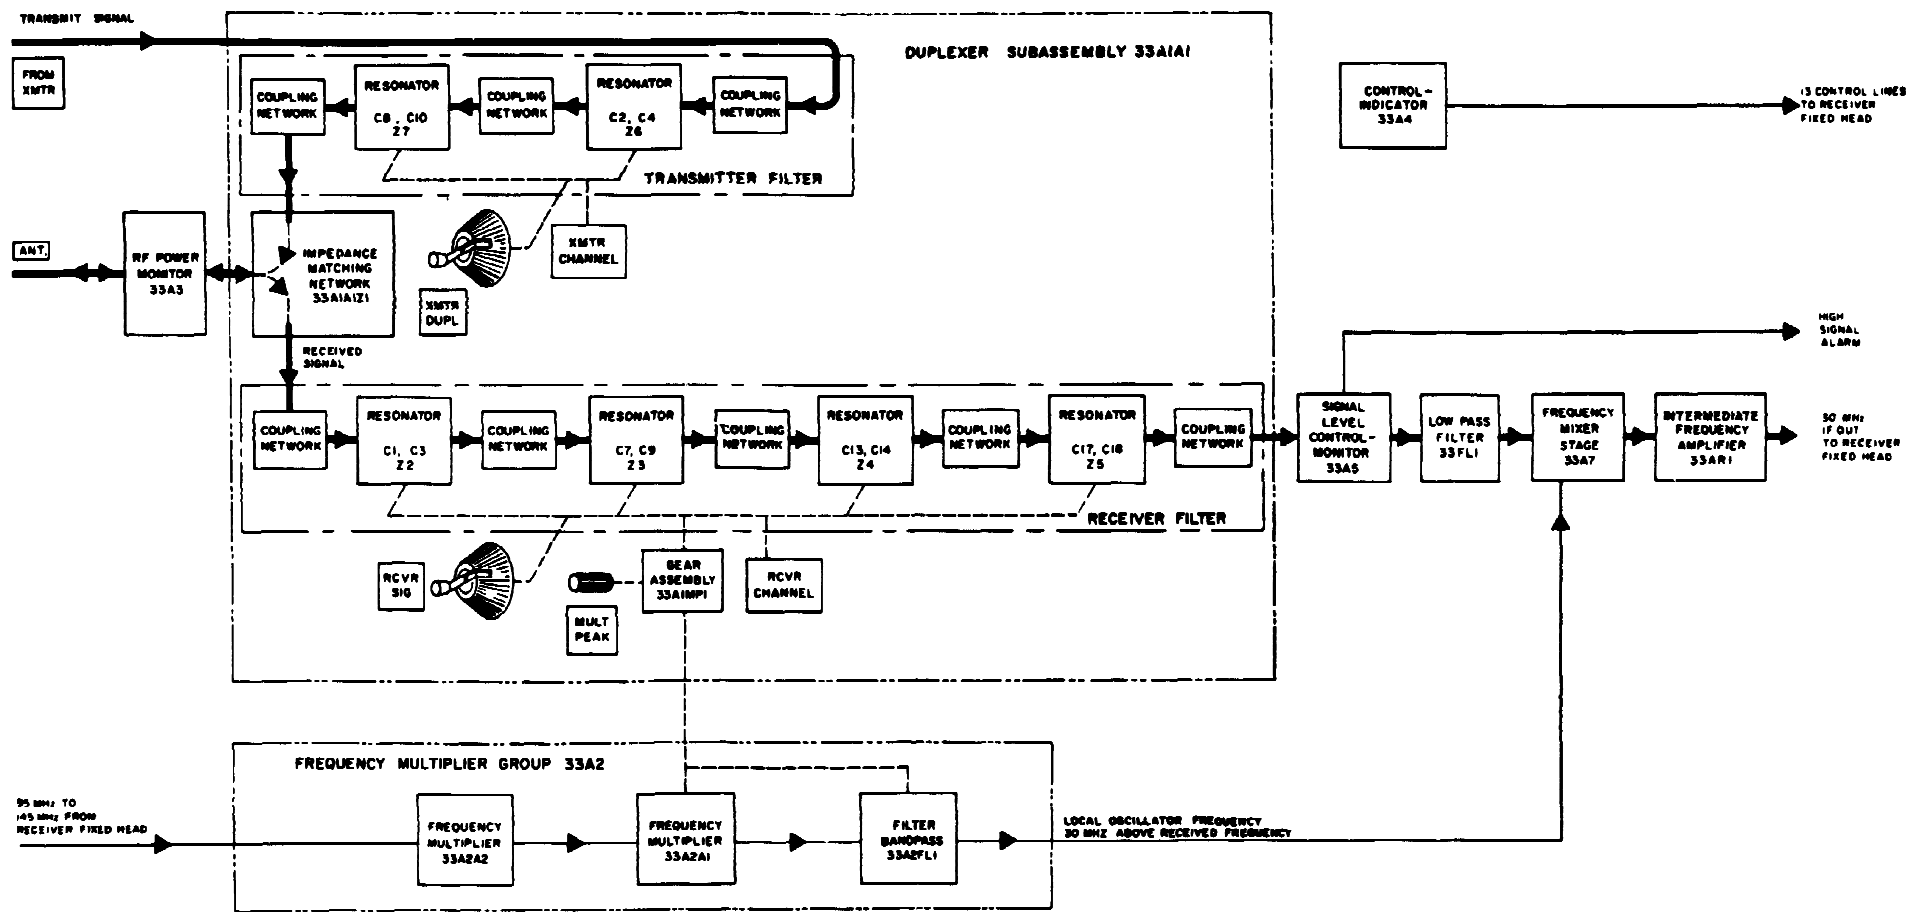 TRANSMIT SIGNAL
FROM
XMTR
DUPLEXER SUBASSEMBLY 33A1A1
COUPLING
NETWORK
RESONATOR
C8, C10
Z7
COUPLING
NETWORK
RESONATOR
C2, C4
Z6
COUPLING
NETWORK
TRANSMITTER FILTER
CONTROL-
INDICATOR
33A4
13 CONTROL LINES
TO RECEIVER
FIXED HEAD
ANT.
RF POWER
MONITOR
33A3
IMPEDANCE
MATCHING
NETWORK
33A1A1Z1
XMTR
DUPL
XMTR
CHANNEL
RECEIVED
SIGNAL
HIGH
SIGNAL
ALARM
COUPLING
NETWORK
RESONATOR
C1, C3
Z2
COUPLING
NETWORK
RESONATOR
C7, C9
Z3
COUPLING
NETWORK
RESONATOR
C13, C14
Z4
COUPLING
NETWORK
RESONATOR
C17, C18
Z5
COUPLING
NETWORK
RECEIVER FILTER
SIGNAL
LEVEL
CONTROL-
MONITOR
33A5
LOW PASS
FILTER
33FL1
FREQUENCY
MIXER
STAGE
33A7
INTERMEDIATE
FREQUENCY
AMPLIFIER
33AR1
30 MHz
IF OUT
TO RECEIVER
FIXED HEAD
RCVR
SIG
MULT
PEAK
GEAR
ASSEMBLY
33A1MP1
RCVR
CHANNEL
FREQUENCY MULTIPLIER GROUP 33A2
95 MHz TO
145 MHz FROM
RECEIVER FIXED HEAD
FREQUENCY
MULTIPLIER
33A2A2
FREQUENCY
MULTIPLIER
33A2A1
FILTER
BANDPASS
33A2FL1
LOCAL OSCILLATOR FREQUENCY
30 MHZ ABOVE RECEIVED FREQUENCY